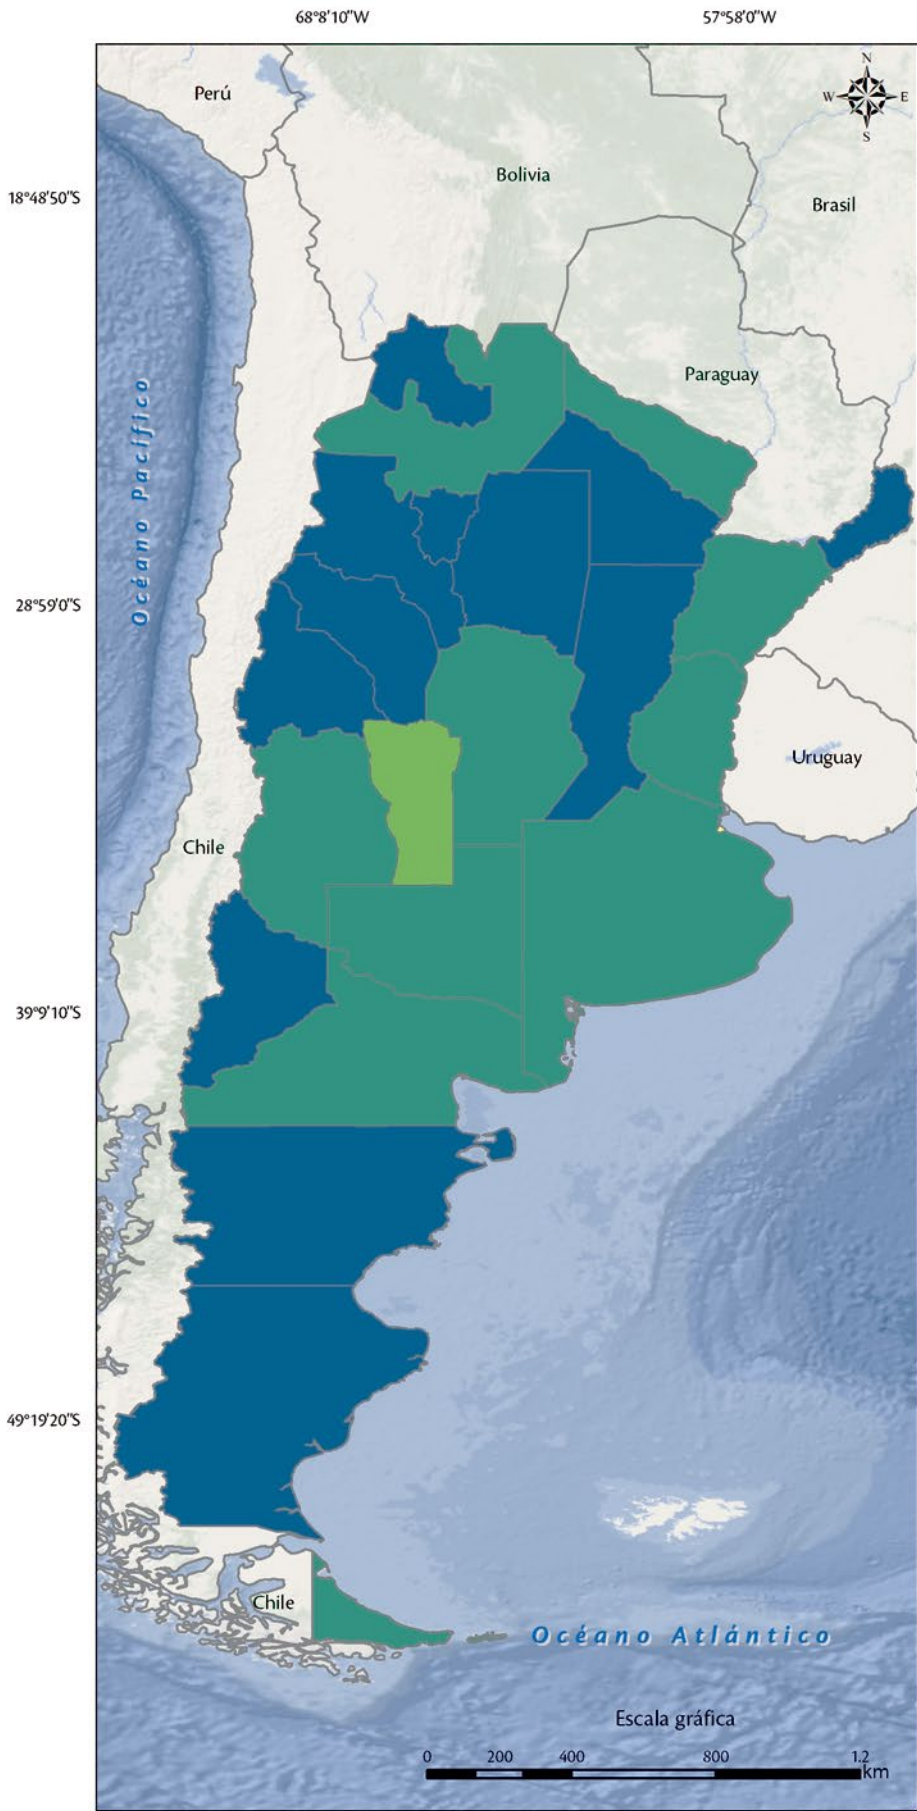 68°8'10"W
57°58'0"W
N
W
E
S
Perú
Bolivia
18°48'50"S
Brasil
Paraguay
Océano Pacífico
28°59'0"S
Uruguay
Chile
39°9'10"S
49°19'20"S
Chile
Océano Atlántico
Escala gráfica
0 200 400 800 1.2
km